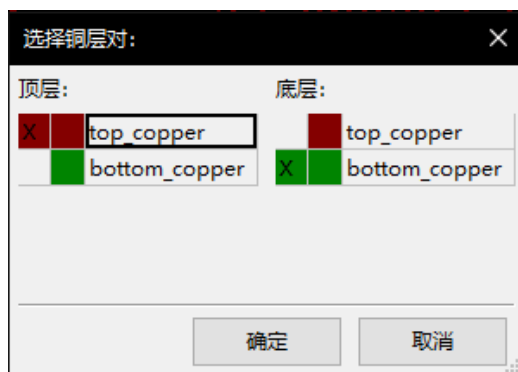 选择铜层对:
顶层: 底层:
X top_copper top_copper
bottom_copper X bottom_copper
确定 取消